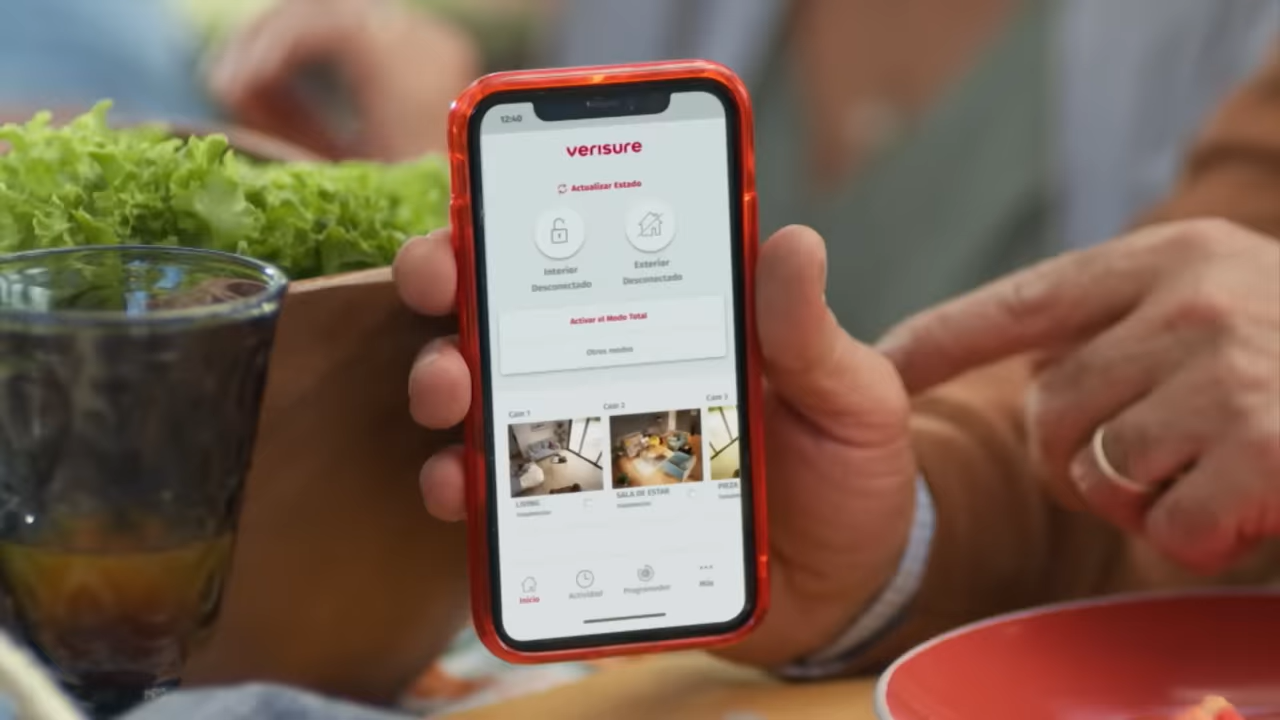 12:40
verisure
Actualizar Estado
Interior
Desconectado
Exterior
Desconectado
Activar el Modo Total
Otros modos
Cam 1
Cam 2
Cam 3
LIVING
SALA DE ESTAR
PIEZA
Inicio
Actividad
Programador
Más